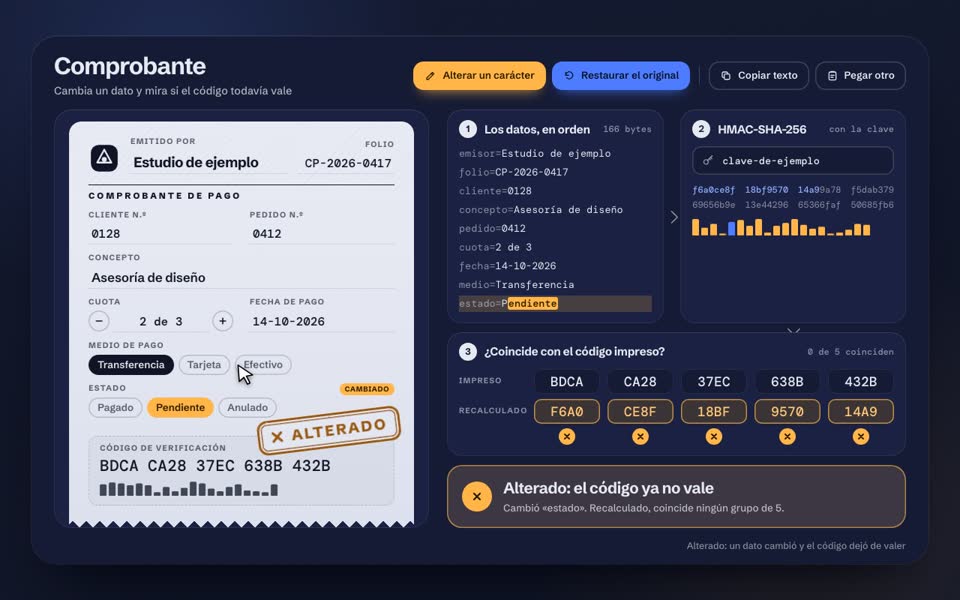 Comprobante
Cambia un dato y mira si el código todavía vale
Alterar un carácter
Restaurar el original
Copiar texto
Pegar otro
EMITIDO POR
Estudio de ejemplo
FOLIO
CP-2026-0417
COMPROBANTE DE PAGO
CLIENTE N.º
0128
PEDIDO N.º
0412
CONCEPTO
Asesoría de diseño
CUOTA
− 2 de 3 +
FECHA DE PAGO
14-10-2026
MEDIO DE PAGO
Transferencia Tarjeta Efectivo
ESTADO
CAMBIADO
Pagado Pendiente Anulado
× ALTERADO
CÓDIGO DE VERIFICACIÓN
BDCA CA28 37EC 638B 432B
1 Los datos, en orden 166 bytes
emisor=Estudio de ejemplo
folio=CP-2026-0417
cliente=0128
concepto=Asesoría de diseño
pedido=0412
cuota=2 de 3
fecha=14-10-2026
medio=Transferencia
estado=Pendiente
2 HMAC-SHA-256 con la clave
clave-de-ejemplo
f6a0ce8f 18bf9570 14a99a78 f5dab379
69656b9e 13e44296 65366faf 50685fb6
3 ¿Coincide con el código impreso? 0 de 5 coinciden
IMPRESO BDCA CA28 37EC 638B 432B
RECALCULADO F6A0 CE8F 18BF 9570 14A9
Alterado: el código ya no vale
Cambió «estado». Recalculado, coincide ningún grupo de 5.
Alterado: un dato cambió y el código dejó de valer